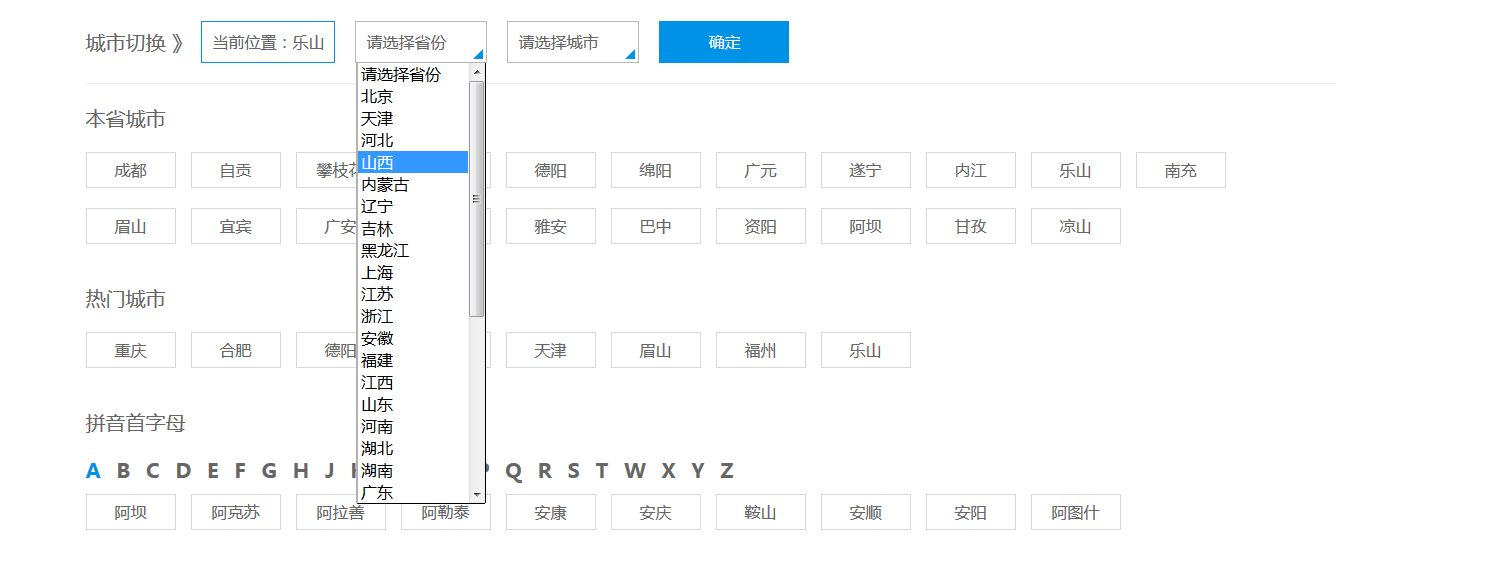 城市切换 》 当前位置：乐山 请选择省份 请选择城市 确定
请选择省份
北京
天津
河北
山西
内蒙古
辽宁
吉林
黑龙江
上海
江苏
浙江
安徽
福建
江西
山东
河南
湖北
湖南
广东
本省城市
成都 自贡 攀枝花 德阳 绵阳 广元 遂宁 内江 乐山 南充
眉山 宜宾 广安 雅安 巴中 资阳 阿坝 甘孜 凉山
热门城市
重庆 合肥 德阳 天津 眉山 福州 乐山
拼音首字母
A B C D E F G H J Q R S T W X Y Z
阿坝 阿克苏 阿拉善 阿勒泰 安康 安庆 鞍山 安顺 安阳 阿图什